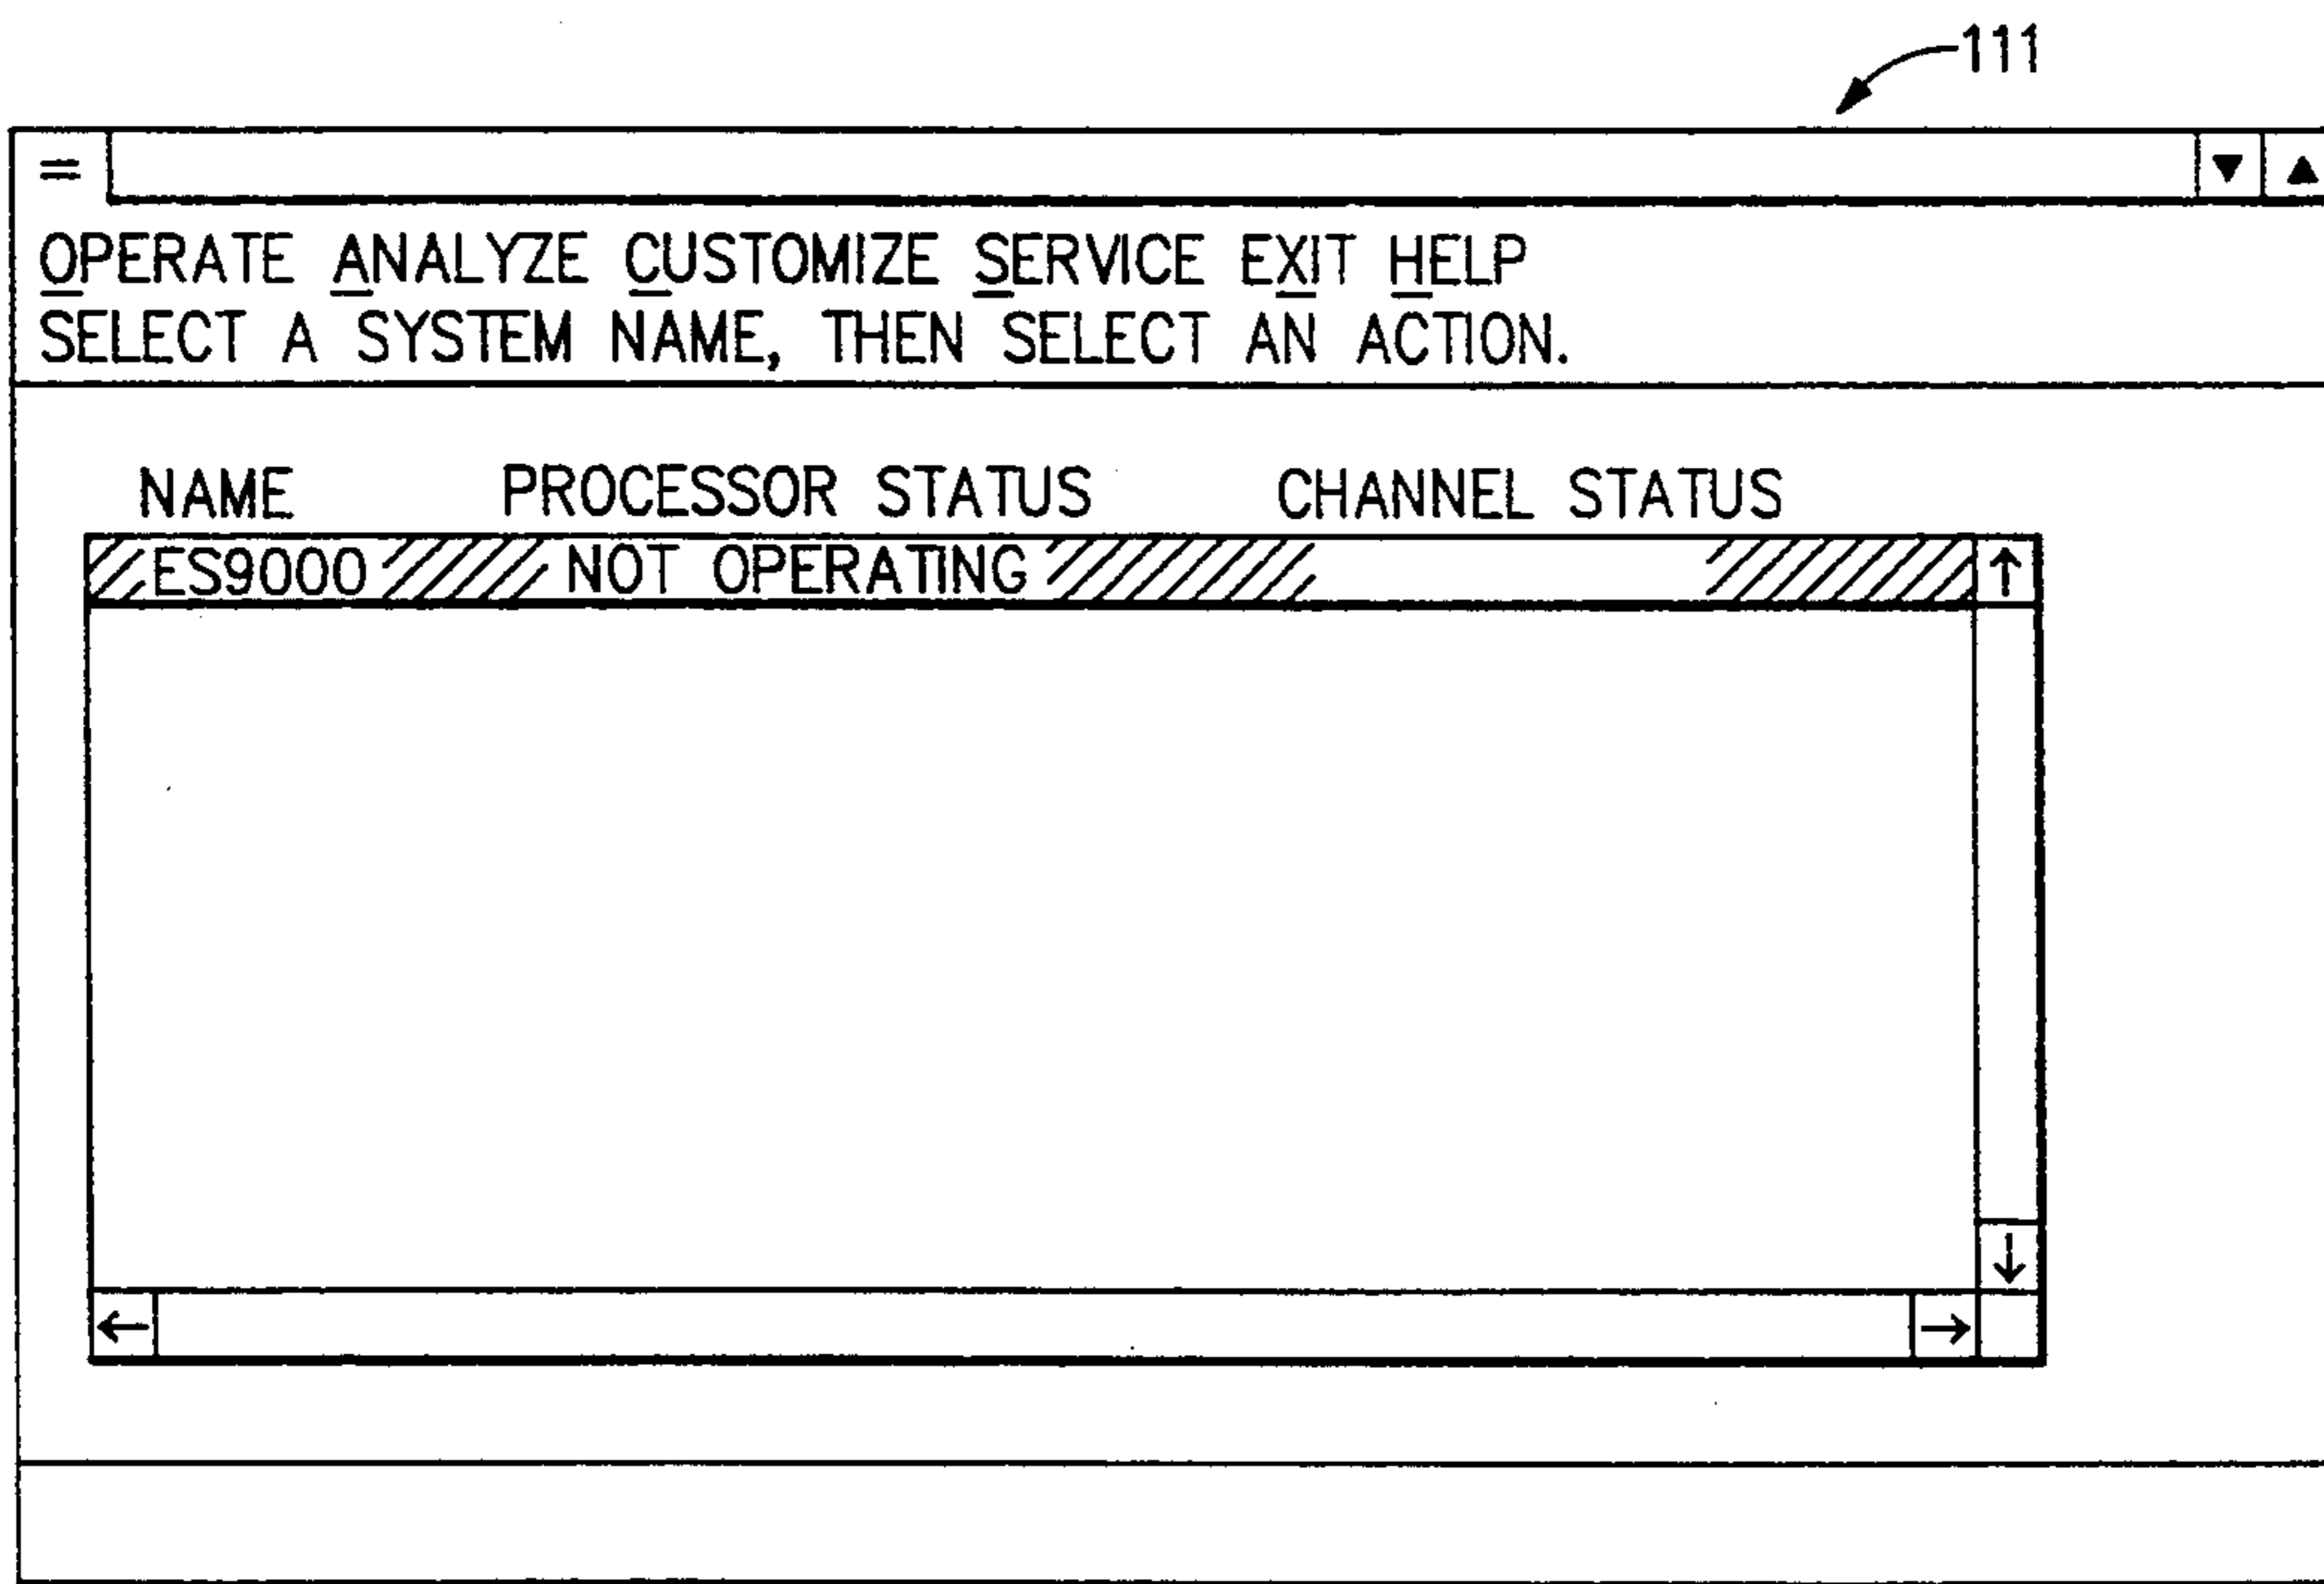 111
OPERATE ANALYZE CUSTOMIZE SERVICE EXIT HELP
SELECT A SYSTEM NAME, THEN SELECT AN ACTION.
NAME PROCESSOR STATUS CHANNEL STATUS
ES9000 NOT OPERATING